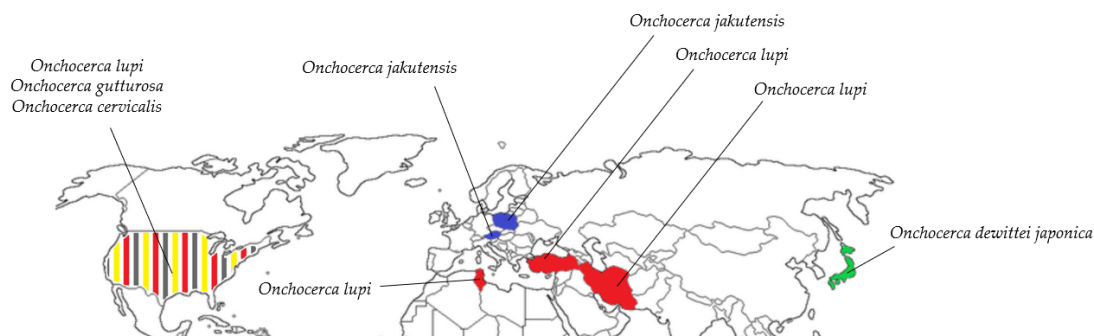 Onchocerca jakutensis
Onchocerca lupi
Onchocerca lupi
Onchocerca gutturosa
Onchocerca cervicalis
Onchocerca jakutensis
Onchocerca lupi
Onchocerca dewittei japonica
Onchocerca lupi